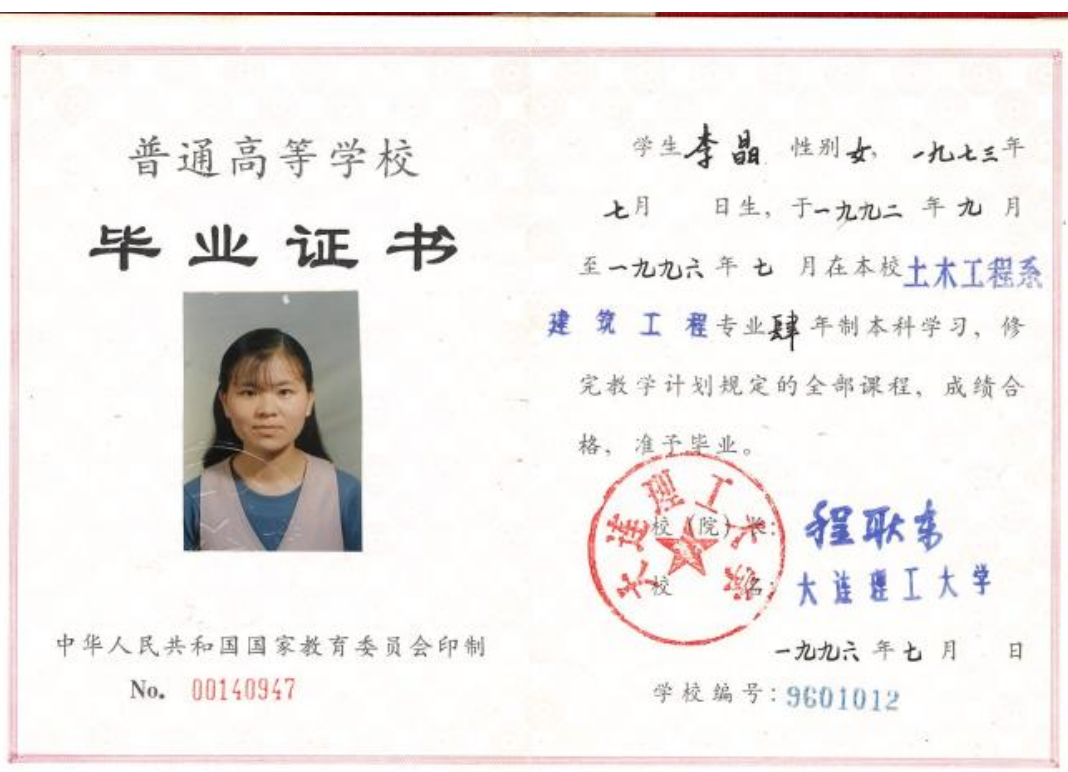 普通高等学校
毕业证书
中华人民共和国国家教育委员会印制
No. 00140947
学生李晶 性别女, 一九七三年
七月 日生, 于一九九二年九月
至一九九六年七月在本校土木工程系
建筑工程专业肆年制本科学习, 修
完教学计划规定的全部课程, 成绩合
格, 准予毕业。
大连理工大学
校(院)长: 程耿东
校名: 大连理工大学
一九九六年七月 日
学校编号: 9601012